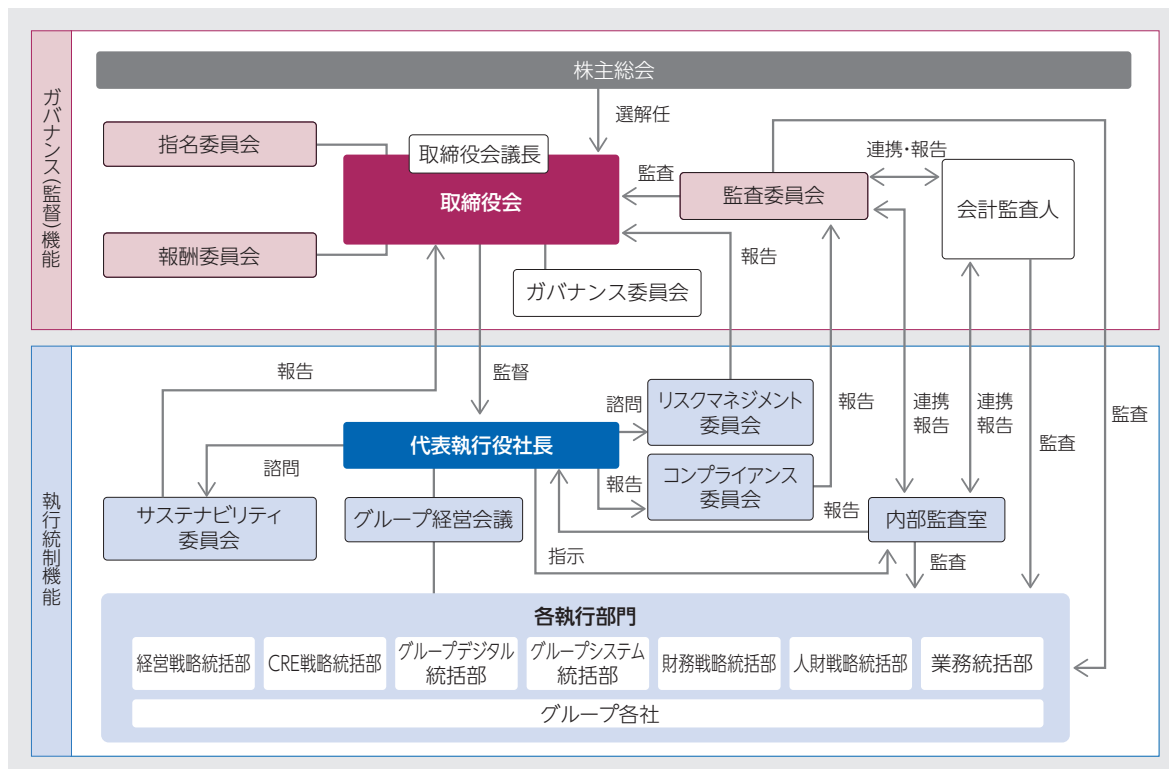 ガバナンス(監督)機能
株主総会
選解任
指名委員会
取締役会議長
取締役会
報酬委員会
ガバナンス委員会
監査
監査委員会
連携・報告
会計監査人
報告
執行統制機能
報告
監督
諮問
リスクマネジメント
委員会
報告
連携
報告
連携
報告
監査
監査
代表執行役社長
諮問
報告
コンプライアンス
委員会
サステナビリティ
委員会
グループ経営会議
報告
内部監査室
指示
監査
各執行部門
経営戦略統括部
CRE戦略統括部
グループデジタル
統括部
グループシステム
統括部
財務戦略統括部
人財戦略統括部
業務統括部
グループ各社